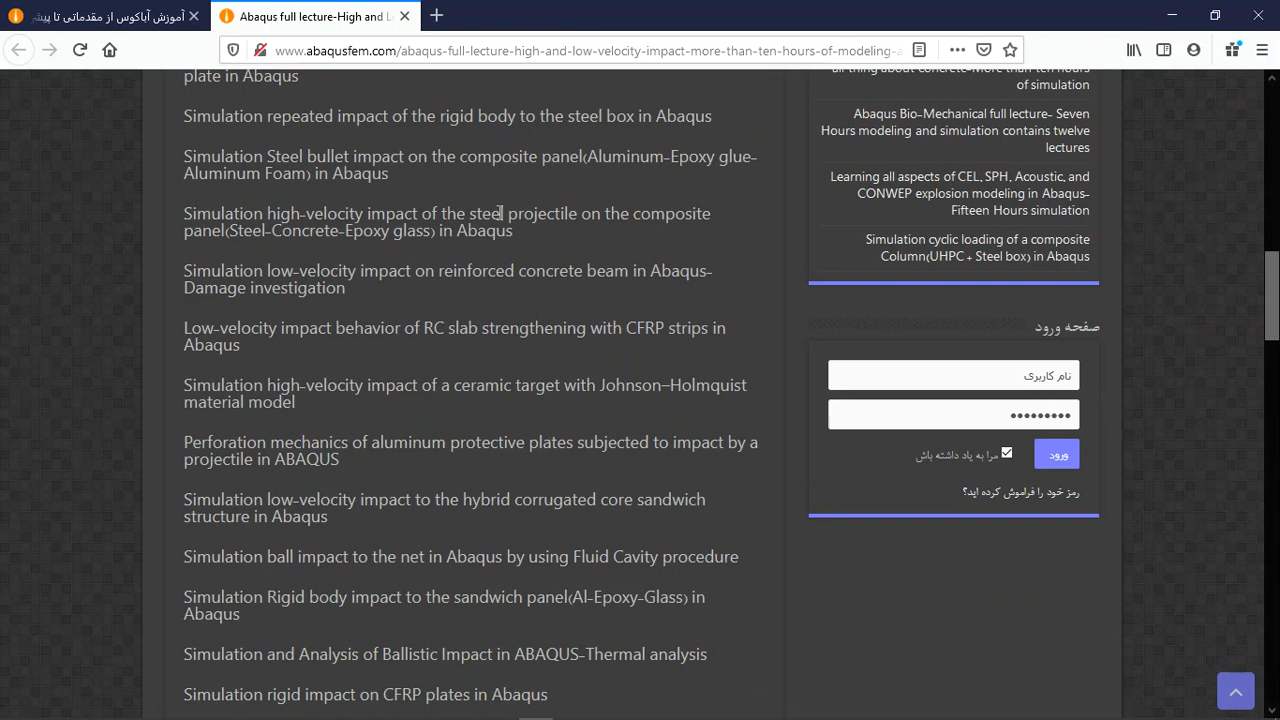 آموزش آباکوس از مقدماتی تا پیشر
Abaqus full lecture-High and L
www.abaqusfem.com/abaqus-full-lecture-high-and-low-velocity-impact-more-than-ten-hours-of-modeling-a
plate in Abaqus
Simulation repeated impact of the rigid body to the steel box in Abaqus
Simulation Steel bullet impact on the composite panel(Aluminum-Epoxy glue-
Aluminum Foam) in Abaqus
Simulation high-velocity impact of the steel projectile on the composite
panel(Steel-Concrete-Epoxy glass) in Abaqus
Simulation low-velocity impact on reinforced concrete beam in Abaqus-
Damage investigation
Low-velocity impact behavior of RC slab strengthening with CFRP strips in
Abaqus
Simulation high-velocity impact of a ceramic target with Johnson–Holmquist
material model
Perforation mechanics of aluminum protective plates subjected to impact by a
projectile in ABAQUS
Simulation low-velocity impact to the hybrid corrugated core sandwich
structure in Abaqus
Simulation ball impact to the net in Abaqus by using Fluid Cavity procedure
Simulation Rigid body impact to the sandwich panel(Al-Epoxy-Glass) in
Abaqus
Simulation and Analysis of Ballistic Impact in ABAQUS-Thermal analysis
Simulation rigid impact on CFRP plates in Abaqus
all thing about concrete-More than ten hours
of simulation
Abaqus Bio-Mechanical full lecture- Seven
Hours modeling and simulation contains twelve
lectures
Learning all aspects of CEL, SPH, Acoustic, and
CONWEP explosion modeling in Abaqus-
Fifteen Hours simulation
Simulation cyclic loading of a composite
Column(UHPC + Steel box) in Abaqus
صفحه ورود
نام کاربری
•••••••••
مرا به یاد داشته باش
ورود
رمز خود را فراموش کرده اید؟